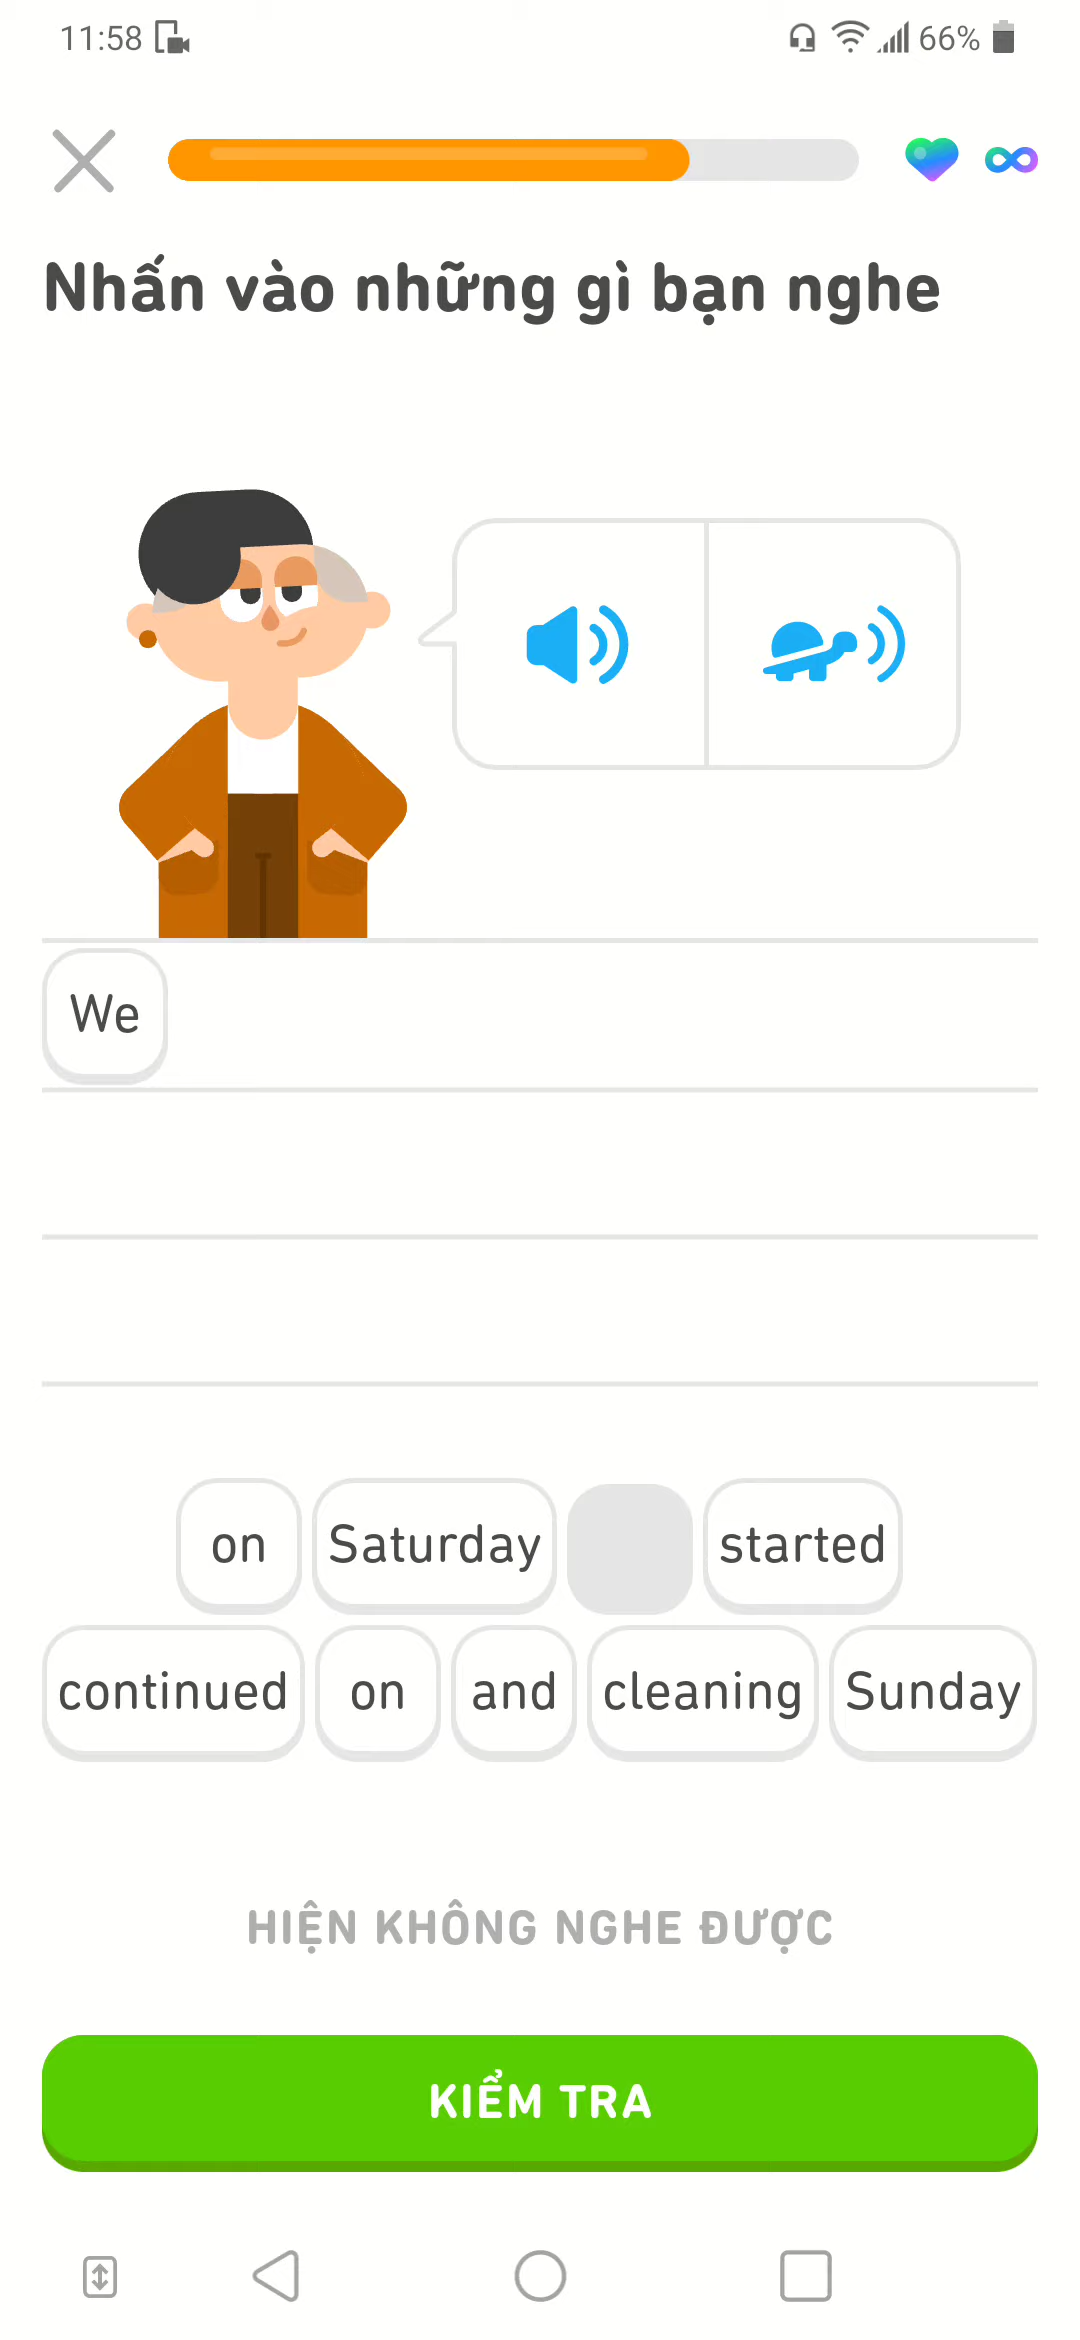 11:58 66%
Nhấn vào những gì bạn nghe
We
on Saturday started
continued on and cleaning Sunday
HIỆN KHÔNG NGHE ĐƯỢC
KIỂM TRA